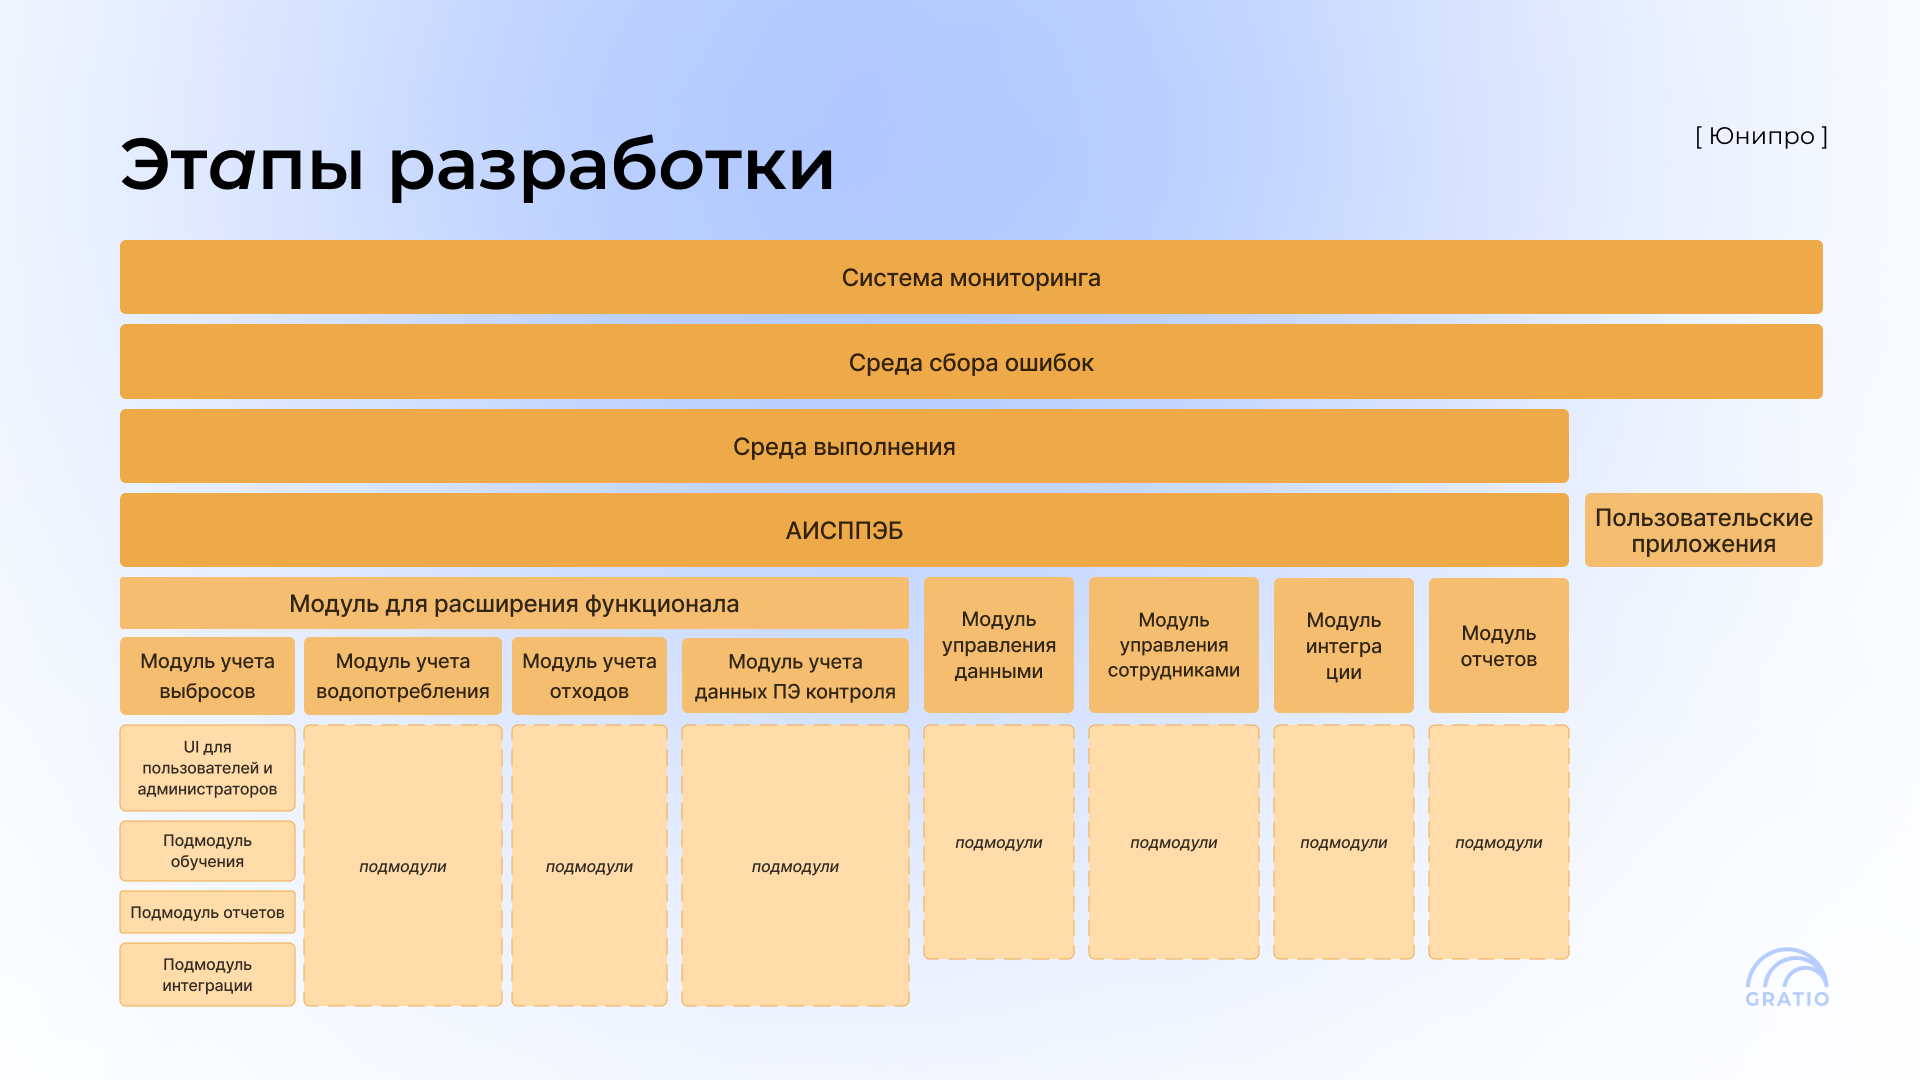 Этапы разработки
[ Юнипро ]
Система мониторинга
Среда сбора ошибок
Среда выполнения
АИСППЭБ
Пользовательские
приложения
Модуль для расширения функционала
Модуль учета
выбросов
Модуль учета
водопотребления
Модуль учета
отходов
Модуль учета
данных ПЭ контроля
Модуль
управления
данными
Модуль
управления
сотрудниками
Модуль
интегра
ции
Модуль
отчетов
UI для
пользователей и
администраторов
Подмодуль
обучения
Подмодуль отчетов
Подмодуль
интеграции
подмодули
подмодули
подмодули
подмодули
подмодули
подмодули
подмодули
GRATIO